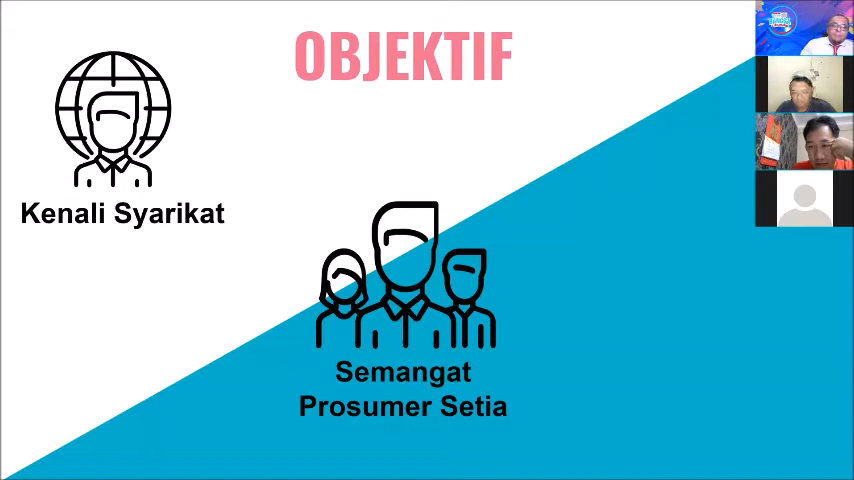 OBJEKTIF
Kenali Syarikat
Semangat
Prosumer Setia